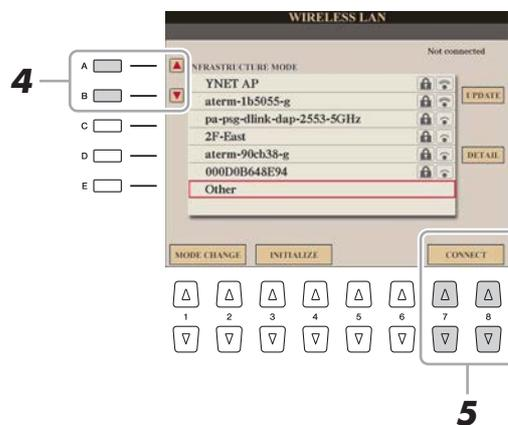 WIRELESS LAN
Not connected
INFRASTRUCTURE MODE
YNET AP
aterm-1b5055-g
pa-psg-dlink-dap-2553-5GHz
2F-East
aterm-90cb38-g
000D0B648E94
Other
UPDATE
DETAIL
MODE CHANGE
INITIALIZE
CONNECT
4
A
B
C
D
E
1 2 3 4 5 6 7 8
5